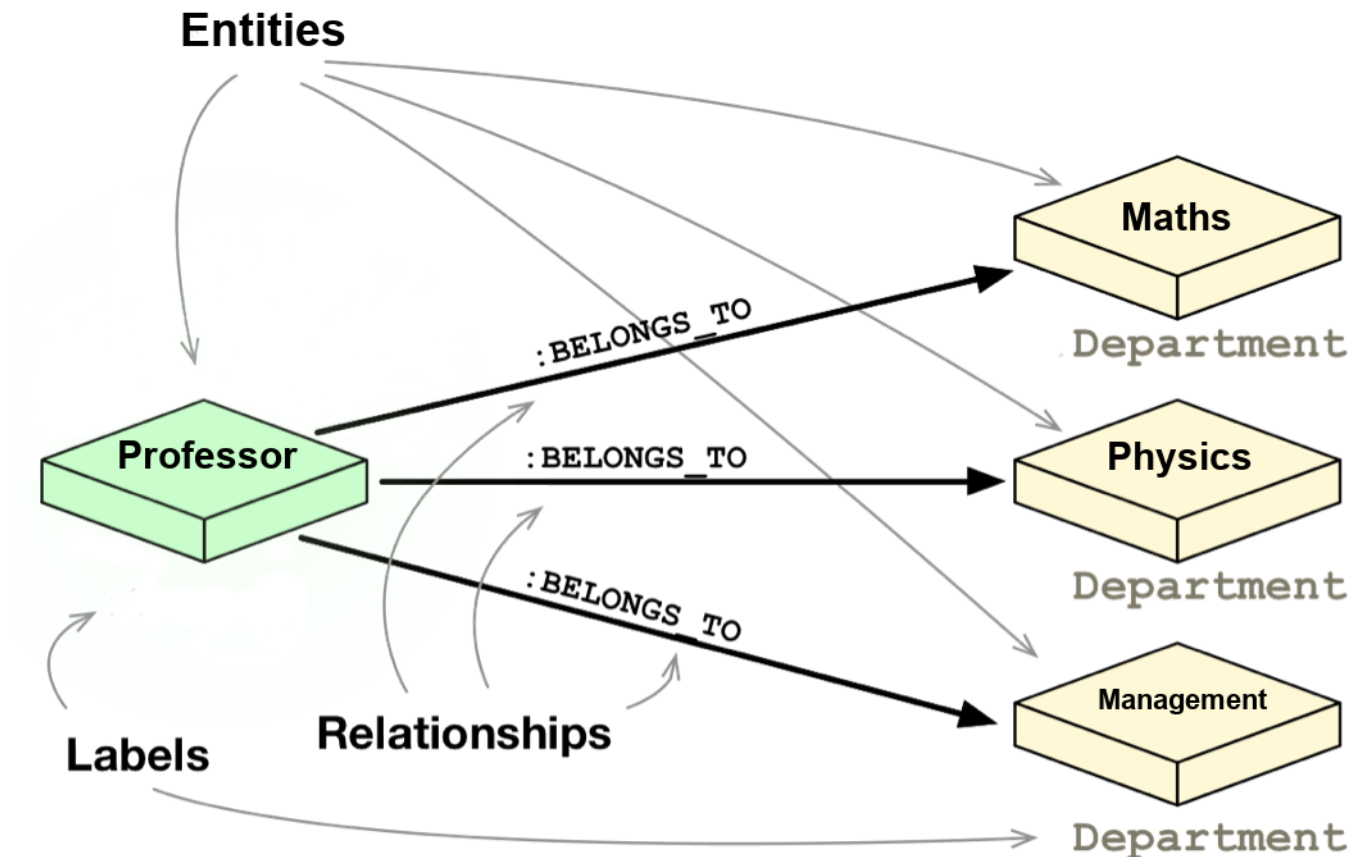 Entities
Maths
:BELONGS_TO
Department
Professor
:BELONGS_TO
Physics
Department
:BELONGS_TO
Management
Relationships
Labels
Department